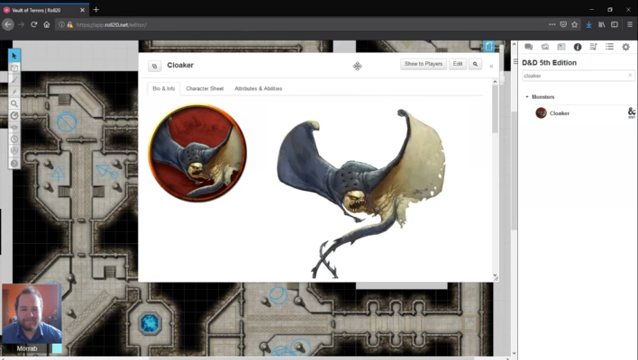 Vault of Terrors | Roll20
https://app.roll20.net/editor/
Cloaker
Show to Players
Edit
Bio & Info
Character Sheet
Attributes & Abilities
D&D 5th Edition
cloaker
Monsters
Cloaker